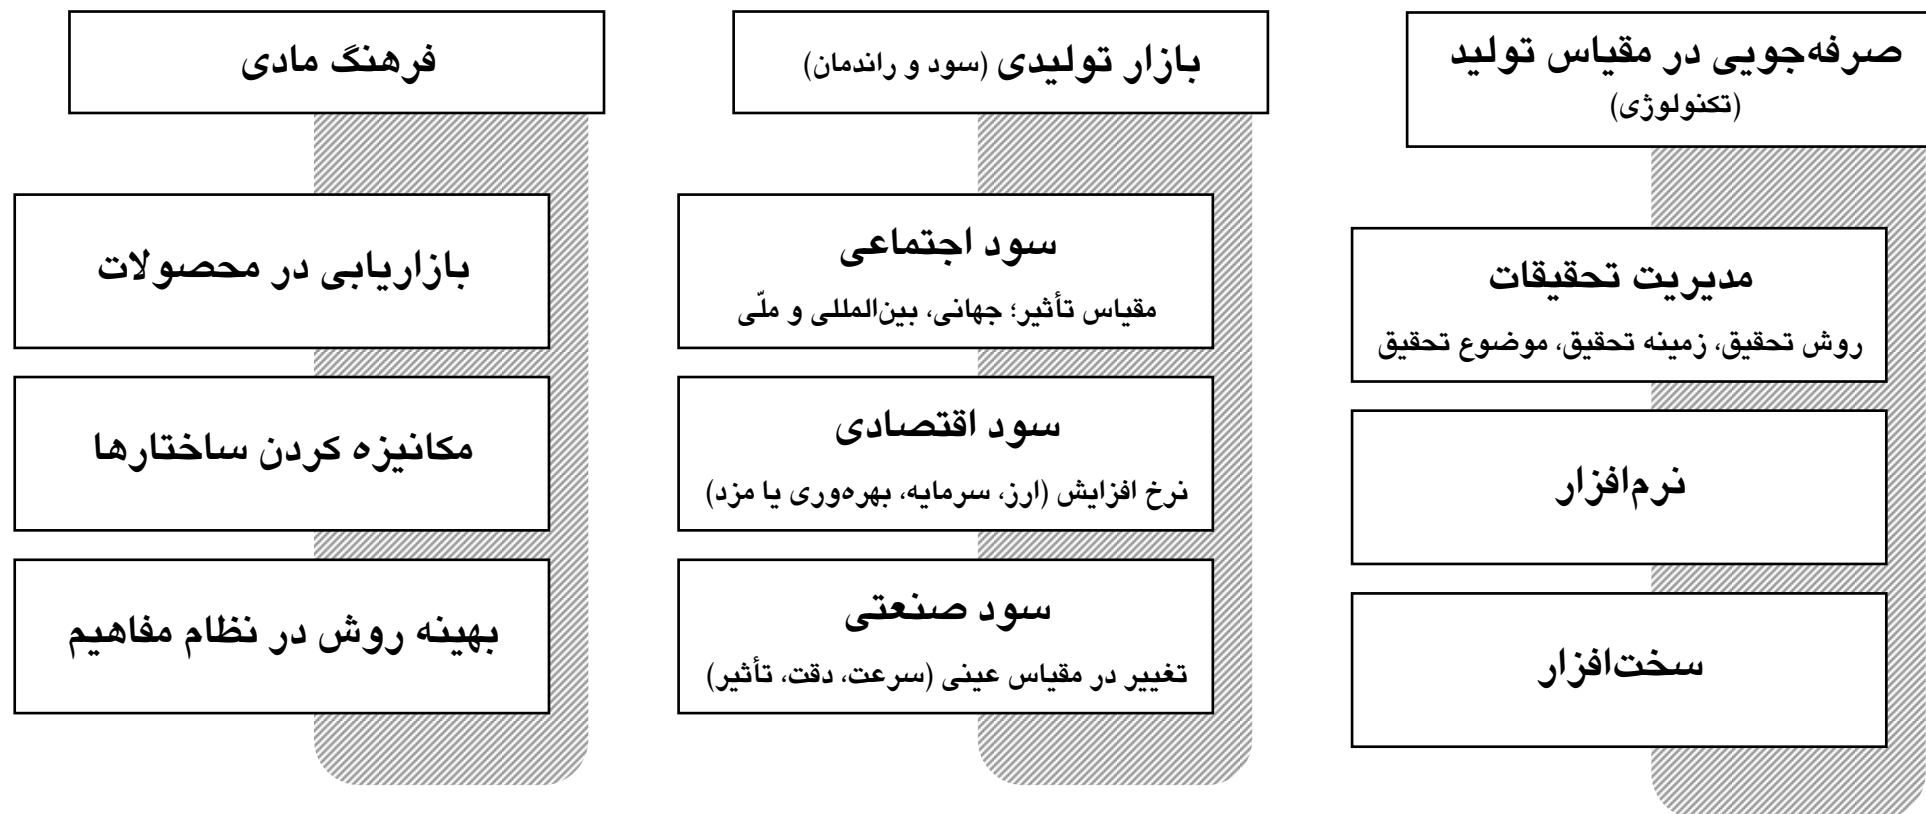 صرفه‌جویی در مقیاس تولید
(تکنولوژی)
مدیریت تحقیقات
روش تحقیق، زمینه تحقیق، موضوع تحقیق
نرم‌افزار
سخت‌افزار
بازار تولیدی (سود و راندمان)
سود اجتماعی
مقیاس تأثیر؛ جهانی، بین‌المللی و ملّی
سود اقتصادی
نرخ افزایش (ارز، سرمایه، بهره‌وری یا مزد)
سود صنعتی
تغییر در مقیاس عینی (سرعت، دقت، تأثیر)
فرهنگ مادی
بازاریابی در محصولات
مکانیزه کردن ساختارها
بهینه روش در نظام مفاهیم